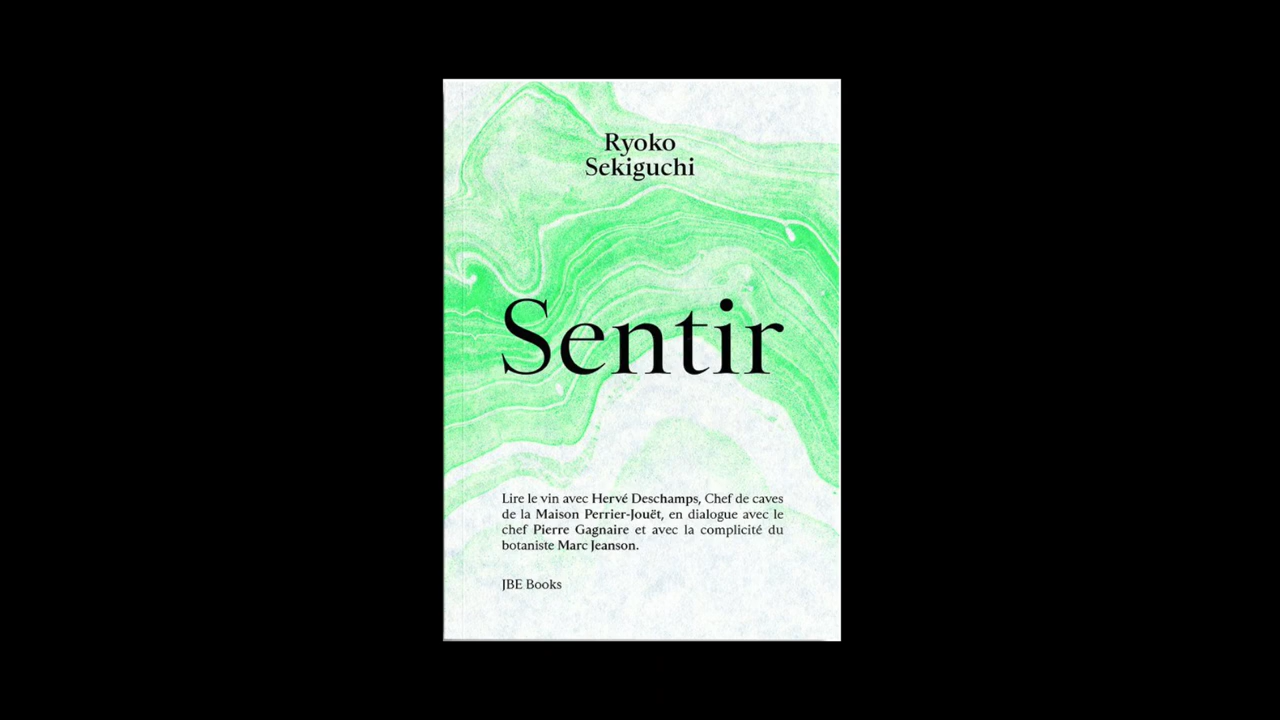 Ryoko
Sekiguchi
Sentir
Lire le vin avec Hervé Deschamps, Chef de caves
de la Maison Perrier-Jouët, en dialogue avec le
chef Pierre Gagnaire et avec la complicité du
botaniste Marc Jeanson.
JBE Books